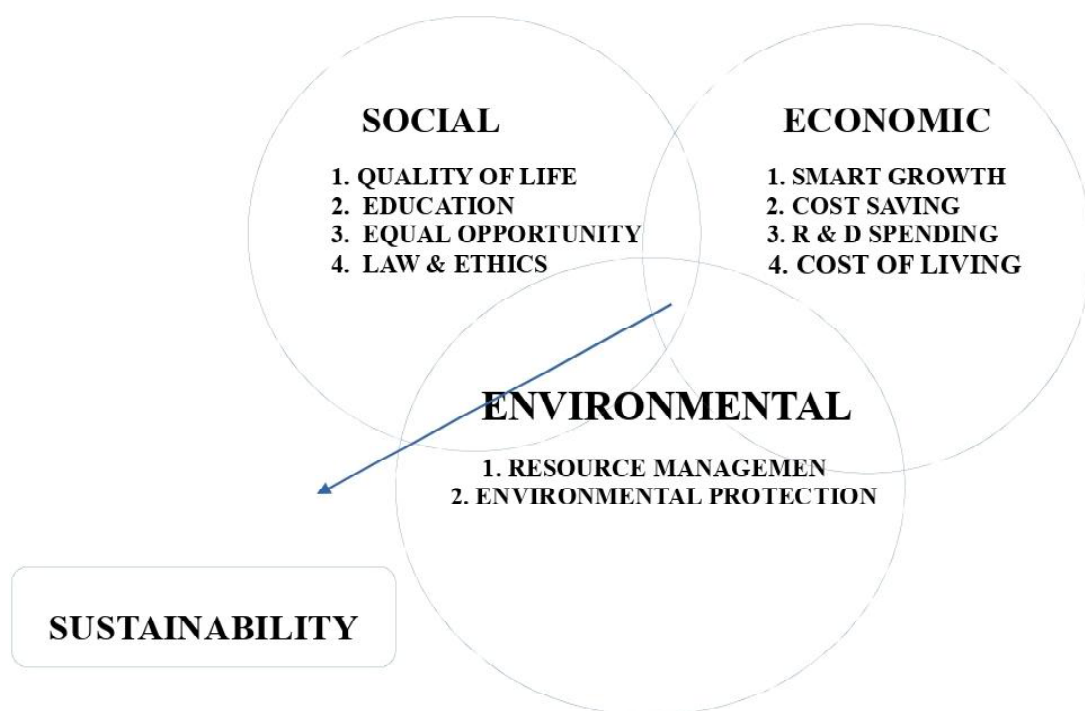 SOCIAL
1. QUALITY OF LIFE
2. EDUCATION
3. EQUAL OPPORTUNITY
4. LAW & ETHICS
ECONOMIC
1. SMART GROWTH
2. COST SAVING
3. R & D SPENDING
4. COST OF LIVING
ENVIRONMENTAL
1. RESOURCE MANAGEMEN
2. ENVIRONMENTAL PROTECTION
SUSTAINABILITY